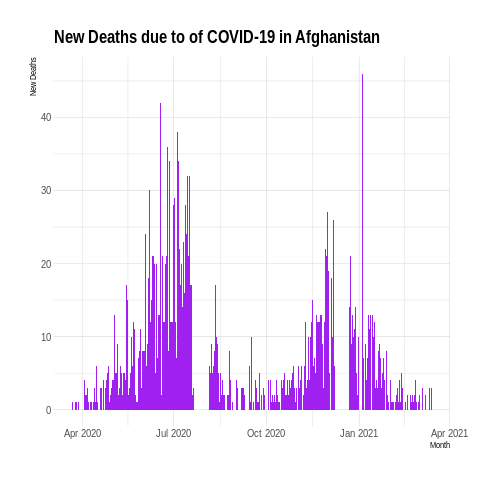 New Deaths due to of COVID-19 in Afghanistan
New Deaths
40
30
20
10
0
Apr 2020 Jul 2020 Oct 2020 Jan 2021 Apr 2021
Month